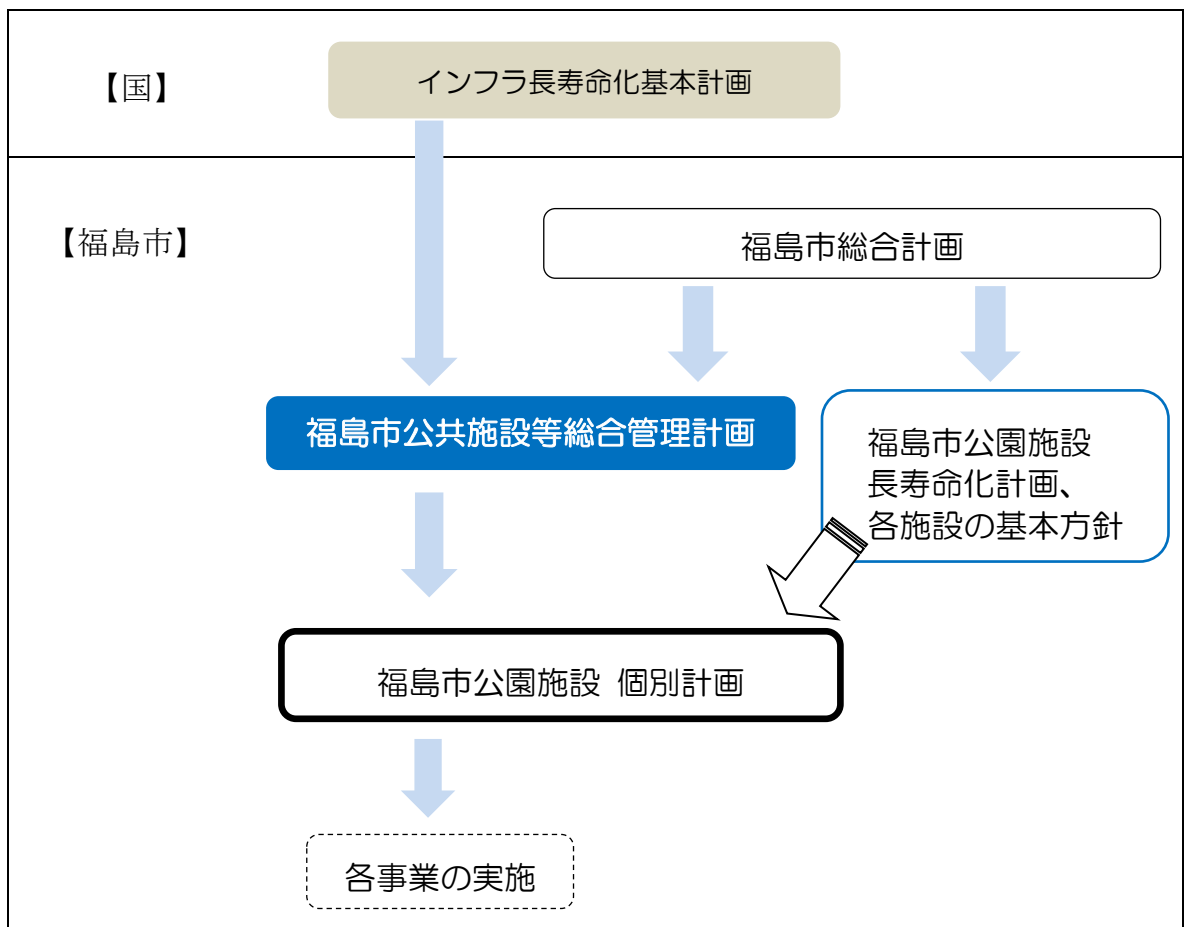 【国】
インフラ長寿命化基本計画
【福島市】
福島市総合計画
福島市公共施設等総合管理計画
福島市公園施設
長寿命化計画、
各施設の基本方針
福島市公園施設 個別計画
各事業の実施